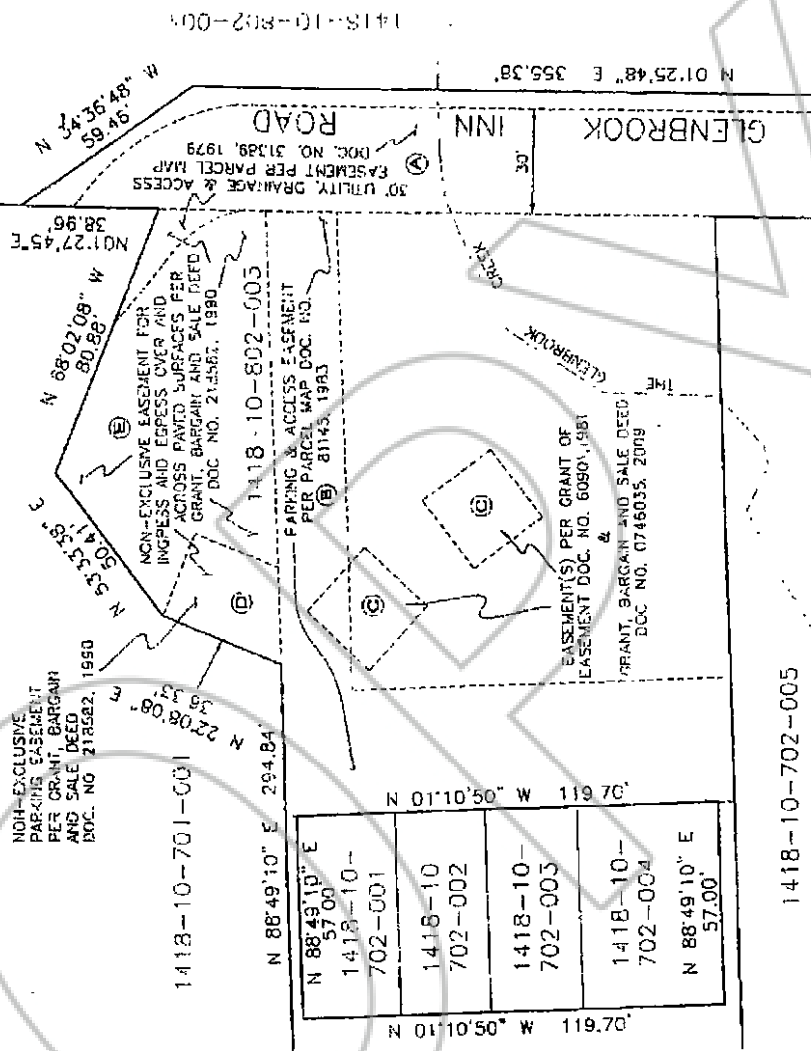 1418-10-802-00
N 34°36'48" W
59.45'
N 01°25'48" E 355.38'
GLENBROOK INN ROAD
30'
30' UTILITY, DRAINAGE & ACCESS
EASEMENT PER PARCEL MAP
DOC. NO. 31389, 1979
(A)
N01°27'45"E
38.96'
N 68°02'08" W
80.88'
(E)
NON-EXCLUSIVE EASEMENT FOR
INGRESS AND EGRESS OVER AND
ACROSS PAVED SURFACES PER
GRANT, BARGAIN AND SALE DEED
DOC NO. 218582, 1990
1418-10-802-003
PARKING & ACCESS EASEMENT
PER PARCEL MAP DOC. NO.
(B) 81145, 1983
N 53°33'38" E
50.41'
(D)
NON-EXCLUSIVE
PARKING EASEMENT
PER GRANT, BARGAIN
AND SALE DEED
DOC. NO 218582, 1990
N 22°08'08" E
36.33'
1418-10-701-001
N 88°49'10" E 294.84'
(C)
(C)
EASEMENT(S) PER GRANT OF
EASEMENT DOC. NO. 60901, 1981
&
GRANT, BARGAIN AND SALE DEED
DOC NO. 0746035, 2009
THE
GLENBROOK
CREEK
N 01°10'50" W 119.70'
N 88°49'10" E
57.00'
1418-10-
702-001
1418-10
702-002
1418-10-
702-003
1418-10-
702-004
N 88°49'10" E
57.00'
N 01°10'50" W 119.70'
1418-10-702-005